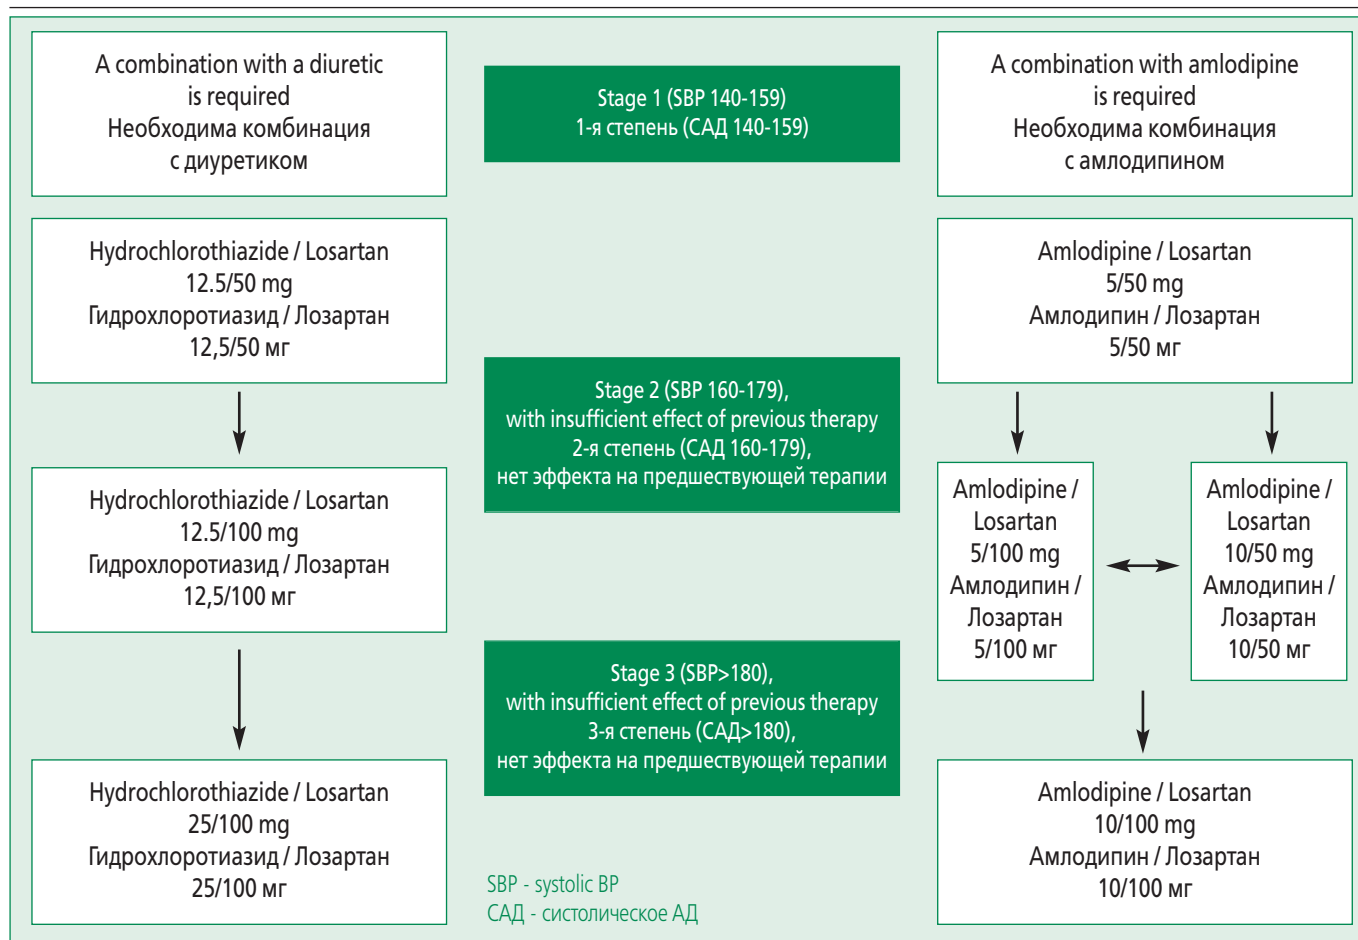 A combination with a diuretic
is required
Необходима комбинация
с диуретиком
Stage 1 (SBP 140-159)
1-я степень (САД 140-159)
A combination with amlodipine
is required
Необходима комбинация
с амлодипином
Hydrochlorothiazide / Losartan
12.5/50 mg
Гидрохлоротиазид / Лозартан
12,5/50 мг
Amlodipine / Losartan
5/50 mg
Амлодипин / Лозартан
5/50 мг
Stage 2 (SBP 160-179),
with insufficient effect of previous therapy
2-я степень (САД 160-179),
нет эффекта на предшествующей терапии
Hydrochlorothiazide / Losartan
12.5/100 mg
Гидрохлоротиазид / Лозартан
12,5/100 мг
Amlodipine /
Losartan
5/100 mg
Амлодипин /
Лозартан
5/100 мг
Amlodipine /
Losartan
10/50 mg
Амлодипин /
Лозартан
10/50 мг
Stage 3 (SBP>180),
with insufficient effect of previous therapy
3-я степень (САД>180),
нет эффекта на предшествующей терапии
Hydrochlorothiazide / Losartan
25/100 mg
Гидрохлоротиазид / Лозартан
25/100 мг
Amlodipine / Losartan
10/100 mg
Амлодипин / Лозартан
10/100 мг
SBP - systolic BP
САД - систолическое АД